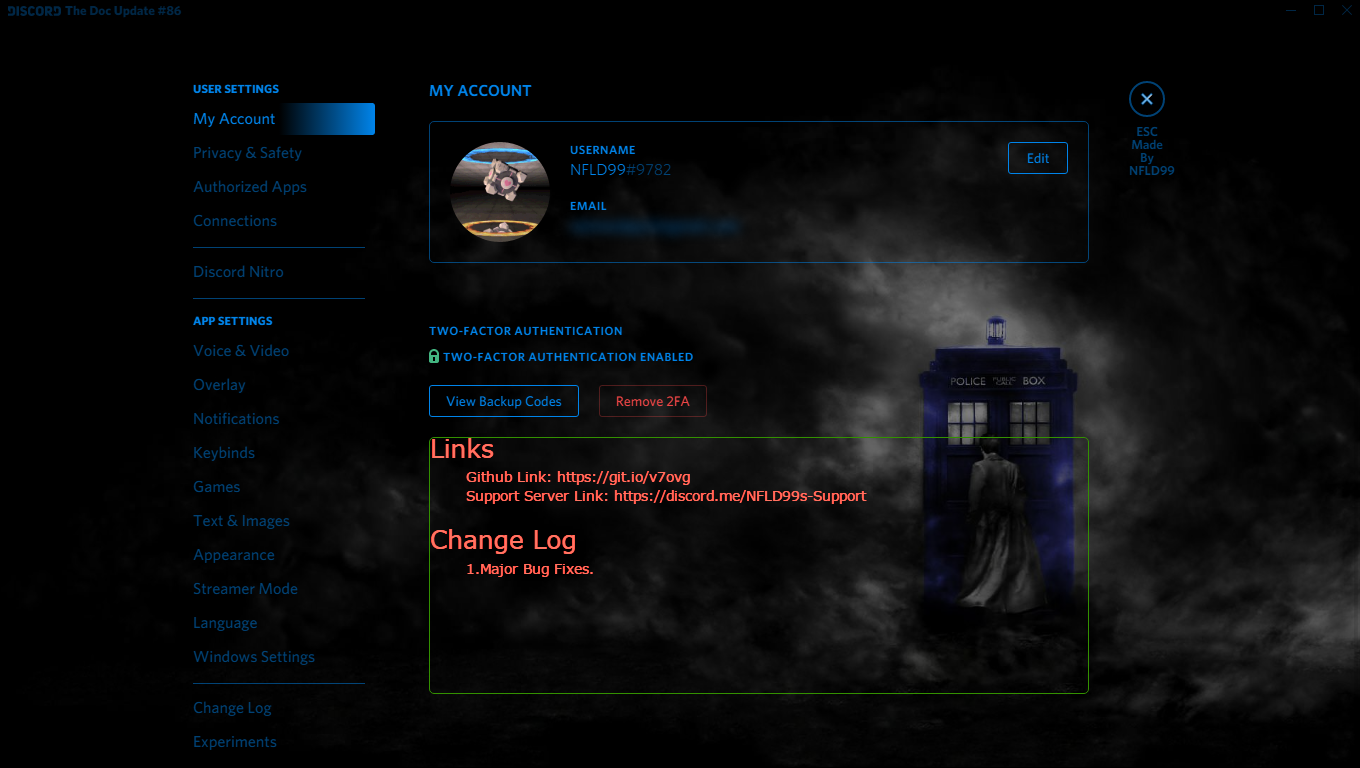 DISCORD The Doc Update #86
USER SETTINGS
My Account
Privacy & Safety
Authorized Apps
Connections
Discord Nitro
APP SETTINGS
Voice & Video
Overlay
Notifications
Keybinds
Games
Text & Images
Appearance
Streamer Mode
Language
Windows Settings
Change Log
Experiments
MY ACCOUNT
USERNAME
NFLD99#9782
EMAIL
Edit
ESC
Made
By
NFLD99
TWO-FACTOR AUTHENTICATION
TWO-FACTOR AUTHENTICATION ENABLED
View Backup Codes
Remove 2FA
Links
Github Link: https://git.io/v7ovg
Support Server Link: https://discord.me/NFLD99s-Support
Change Log
1.Major Bug Fixes.
POLICE PUBLIC CALL BOX